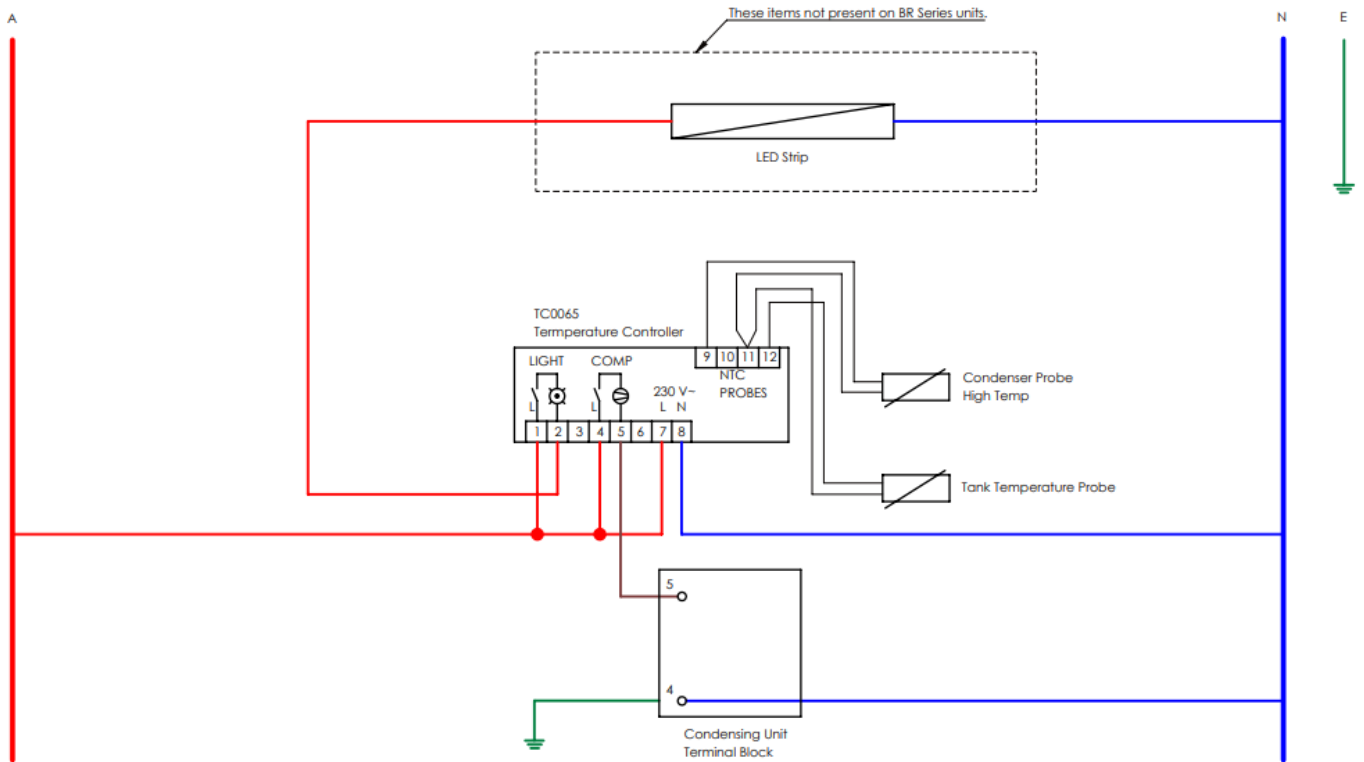 These items not present on BR Series units.
A
N
E
LED Strip
TC0065
Termperature Controller
LIGHT
COMP
9 10 11 12
NTC
PROBES
230 V~
L N
L
L
1 2 3 4 5 6 7 8
Condenser Probe
High Temp
Tank Temperature Probe
5
4
Condensing Unit
Terminal Block